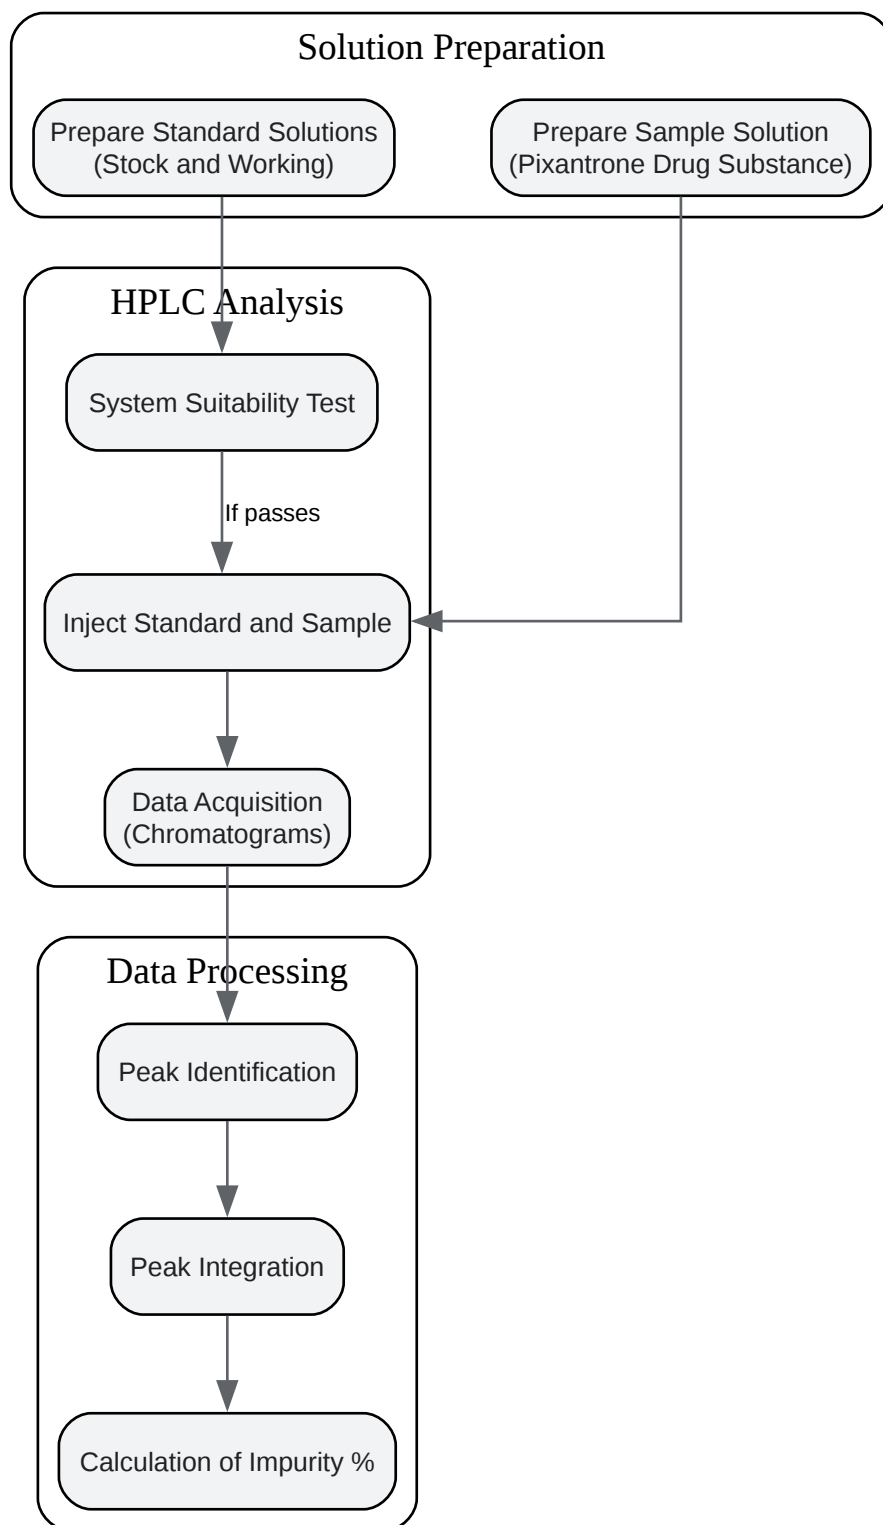 Solution Preparation
Prepare Standard Solutions
(Stock and Working)
Prepare Sample Solution
(Pixantrone Drug Substance)
HPLC Analysis
System Suitability Test
If passes
Inject Standard and Sample
Data Acquisition
(Chromatograms)
Data Processing
Peak Identification
Peak Integration
Calculation of Impurity %